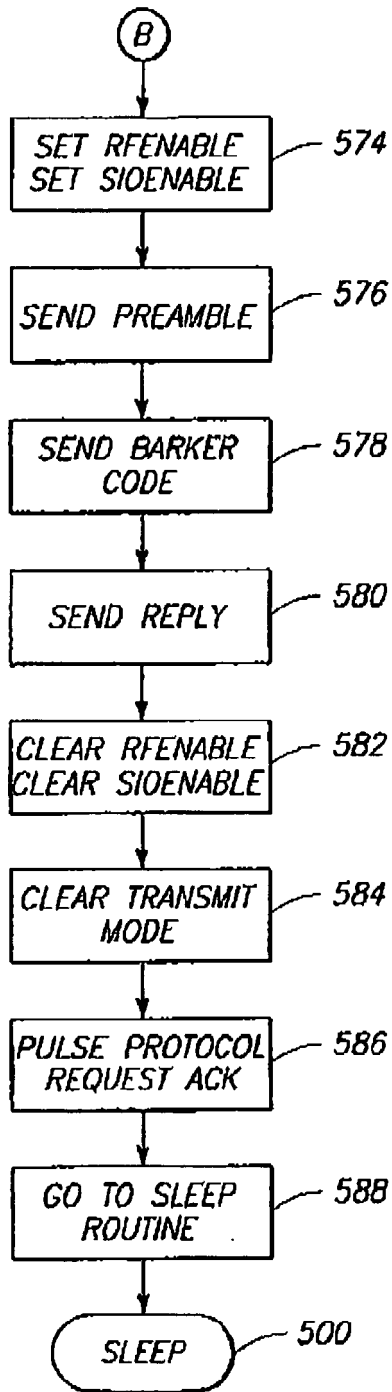 B
SET RFENABLE
SET SIOENABLE
574
SEND PREAMBLE
576
SEND BARKER
CODE
578
SEND REPLY
580
CLEAR RFENABLE
CLEAR SIOENABLE
582
CLEAR TRANSMIT
MODE
584
PULSE PROTOCOL
REQUEST ACK
586
GO TO SLEEP
ROUTINE
588
SLEEP
500